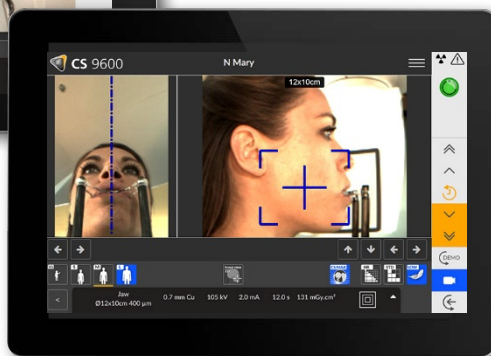 CS 9600
N Mary
12x10cm
DEMO
Jaw
Ø12x10cm 400 µm
0.7 mm Cu
105 kV
2.0 mA
12.0 s
131 mGy.cm²